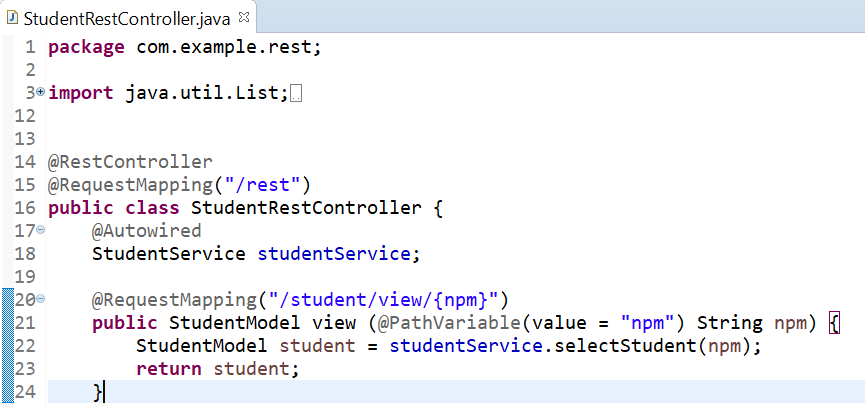 StudentRestController.java
1 package com.example.rest;
2
3 import java.util.List;
12
13
14 @RestController
15 @RequestMapping("/rest")
16 public class StudentRestController {
17     @Autowired
18     StudentService studentService;
19
20     @RequestMapping("/student/view/{npm}")
21     public StudentModel view (@PathVariable(value = "npm") String npm) {
22         StudentModel student = studentService.selectStudent(npm);
23         return student;
24     }